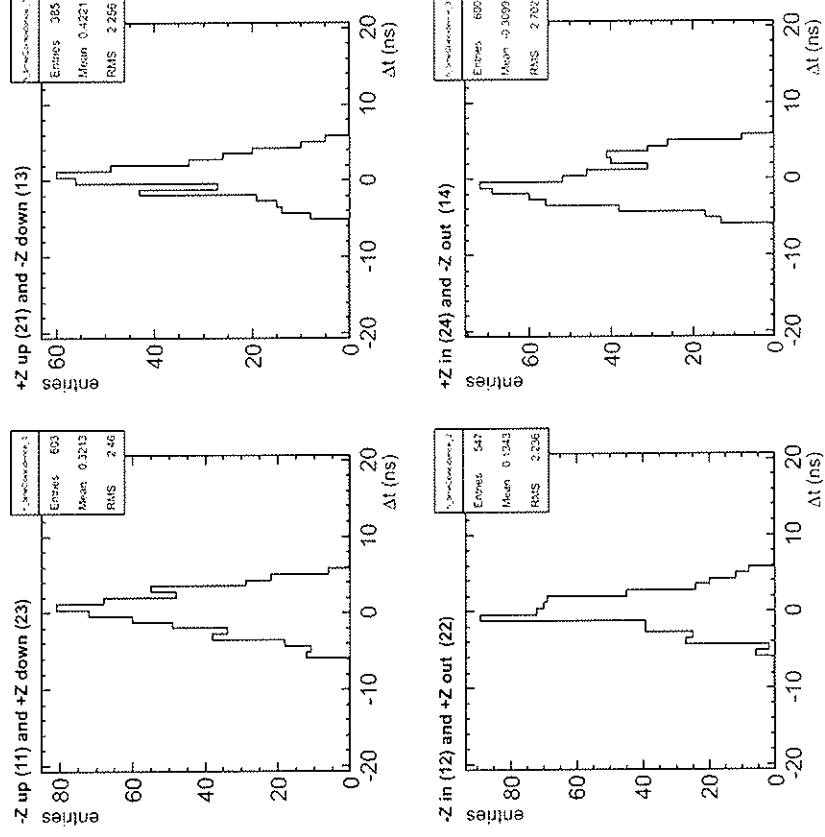 -Z up (11) and +Z down (23)
Entries 603
Mean 0.3213
RMS 2.46
entries
80
60
40
20
0
-20
-10
0
10
20
Δt (ns)
+Z up (21) and -Z down (13)
Entries 385
Mean 0.4221
RMS 2.256
entries
60
40
20
0
-20
-10
0
10
20
Δt (ns)
-Z in (12) and +Z out (22)
Entries 547
Mean 0.1343
RMS 2.236
entries
80
60
40
20
0
-20
-10
0
10
20
Δt (ns)
+Z in (24) and -Z out (14)
Entries 600
Mean -0.3099
RMS 2.702
entries
60
40
20
0
-20
-10
0
10
20
Δt (ns)